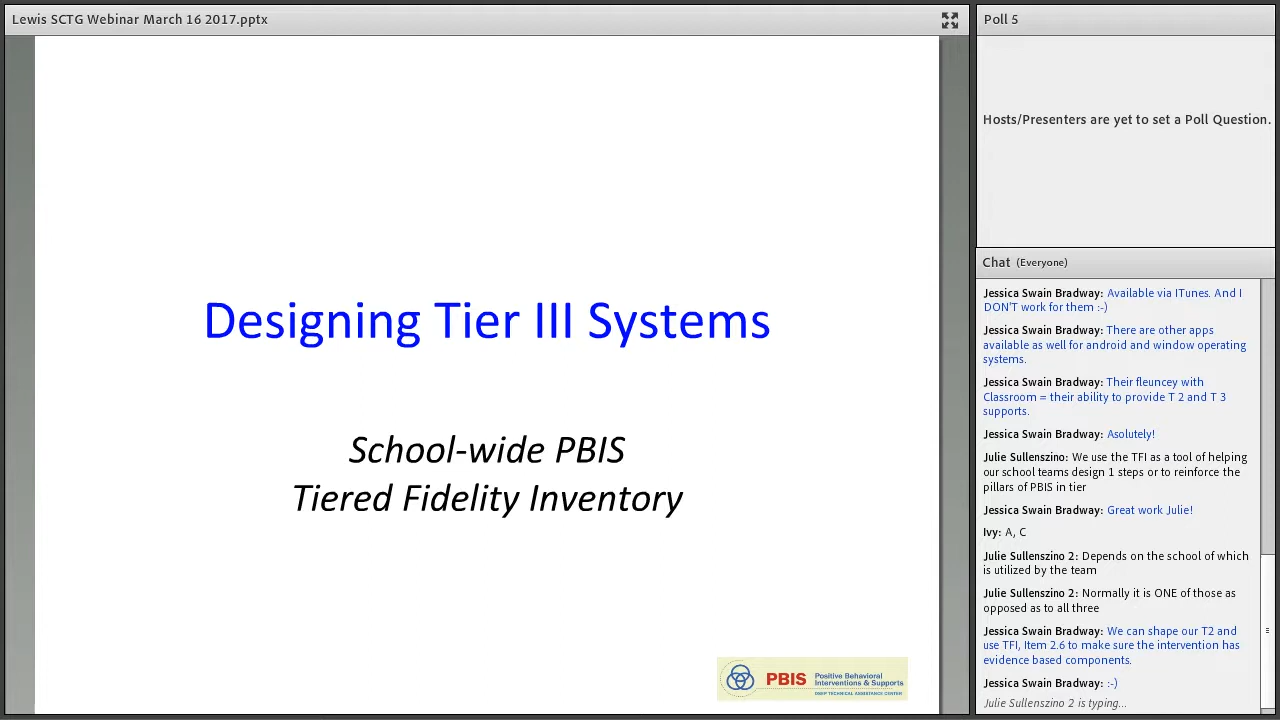 Lewis SCTG Webinar March 16 2017.pptx
Designing Tier III Systems
School-wide PBIS
Tiered Fidelity Inventory
PBIS
Positive Behavioral
Interventions & Supports
OSEP TECHNICAL ASSISTANCE CENTER
Poll 5
Hosts/Presenters are yet to set a Poll Question.
Chat (Everyone)
Jessica Swain Bradway: Available via ITunes. And I
DON'T work for them :-)
Jessica Swain Bradway: There are other apps
available as well for android and window operating
systems.
Jessica Swain Bradway: Their fleuncey with
Classroom = their ability to provide T 2 and T 3
supports.
Jessica Swain Bradway: Asolutely!
Julie Sullenszino: We use the TFI as a tool of helping
our school teams design 1 steps or to reinforce the
pillars of PBIS in tier
Jessica Swain Bradway: Great work Julie!
Ivy: A, C
Julie Sullenszino 2: Depends on the school of which
is utilized by the team
Julie Sullenszino 2: Normally it is ONE of those as
opposed as to all three
Jessica Swain Bradway: We can shape our T2 and
use TFI, Item 2.6 to make sure the intervention has
evidence based components.
Jessica Swain Bradway: :-)
Julie Sullenszino 2 is typing...